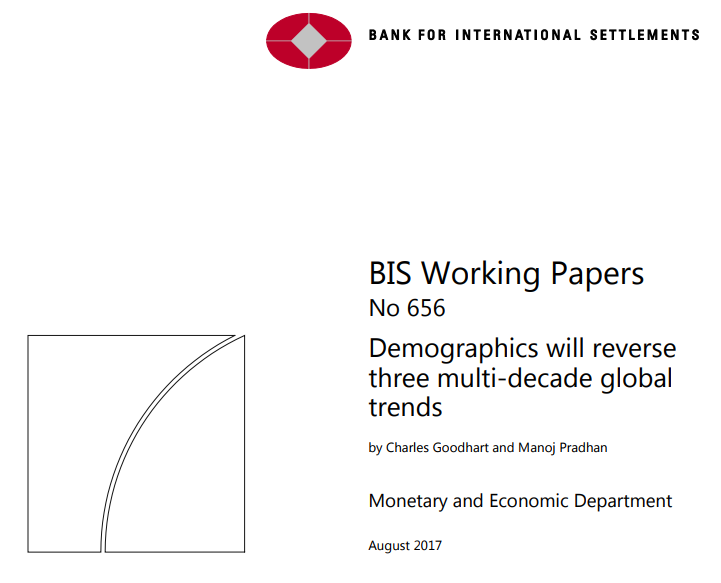 BANK FOR INTERNATIONAL SETTLEMENTS
BIS Working Papers
No 656
Demographics will reverse
three multi-decade global
trends
by Charles Goodhart and Manoj Pradhan
Monetary and Economic Department
August 2017